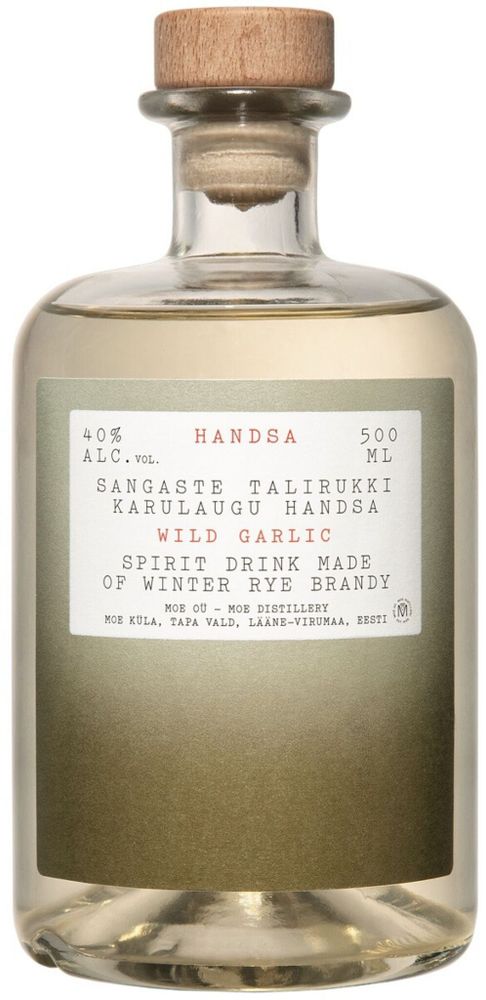 40% HANDSA 500
ALC. VOL. ML
SANGASTE TALIRUKKI
KARULAUGU HANDSA
WILD GARLIC
SPIRIT DRINK MADE
OF WINTER RYE BRANDY
MOE OÜ – MOE DISTILLERY
MOE KÜLA, TAPA VALD, LÄÄNE-VIRUMAA, EESTI